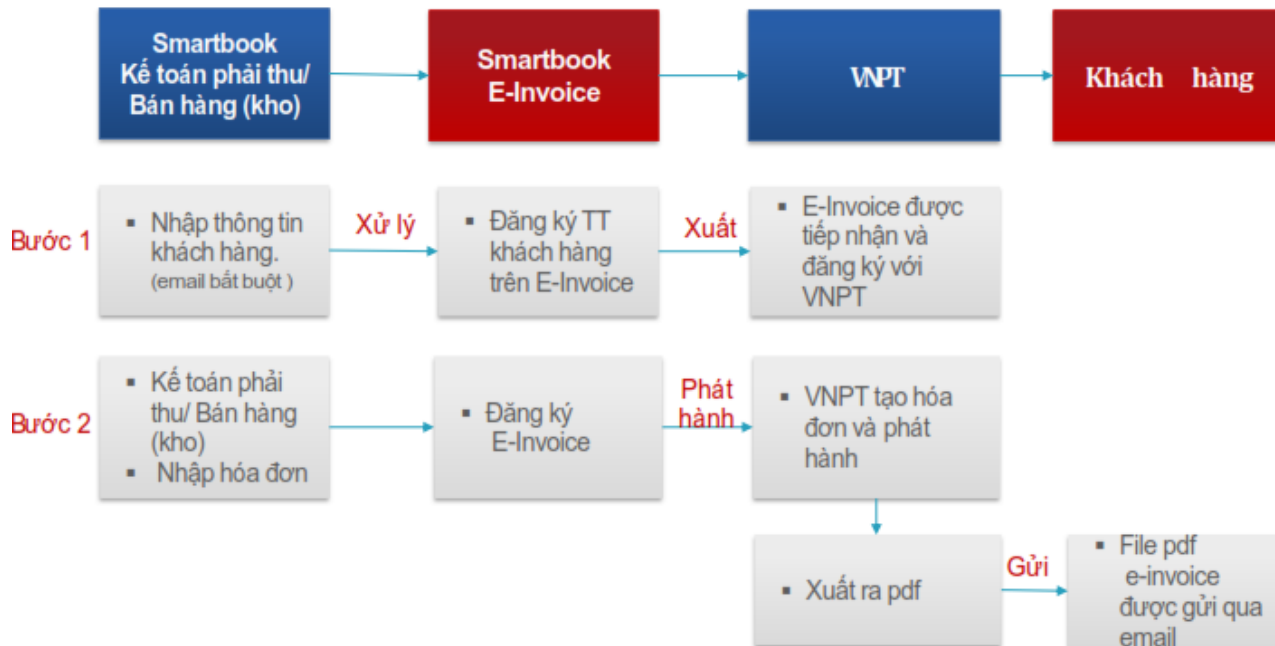 Smartbook
Kế toán phải thu/
Bán hàng (kho)
Smartbook
E-Invoice
VNPT
Khách hàng
Bước 1
▪ Nhập thông tin
khách hàng.
(email bắt buột )
Xử lý
▪ Đăng ký TT
khách hàng
trên E-Invoice
Xuất
▪ E-Invoice được
tiếp nhận và
đăng ký với
VNPT
Bước 2
▪ Kế toán phải
thu/ Bán hàng
(kho)
▪ Nhập hóa đơn
▪ Đăng ký
E-Invoice
Phát
hành
▪ VNPT tạo hóa
đơn và phát
hành
▪ Xuất ra pdf
Gửi
▪ File pdf
e-invoice
được gửi qua
email